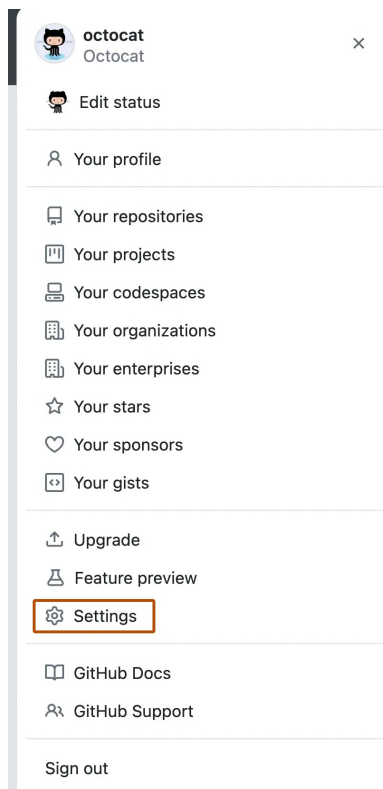 octocat
Octocat
Edit status
Your profile
Your repositories
Your projects
Your codespaces
Your organizations
Your enterprises
Your stars
Your sponsors
Your gists
Upgrade
Feature preview
Settings
GitHub Docs
GitHub Support
Sign out